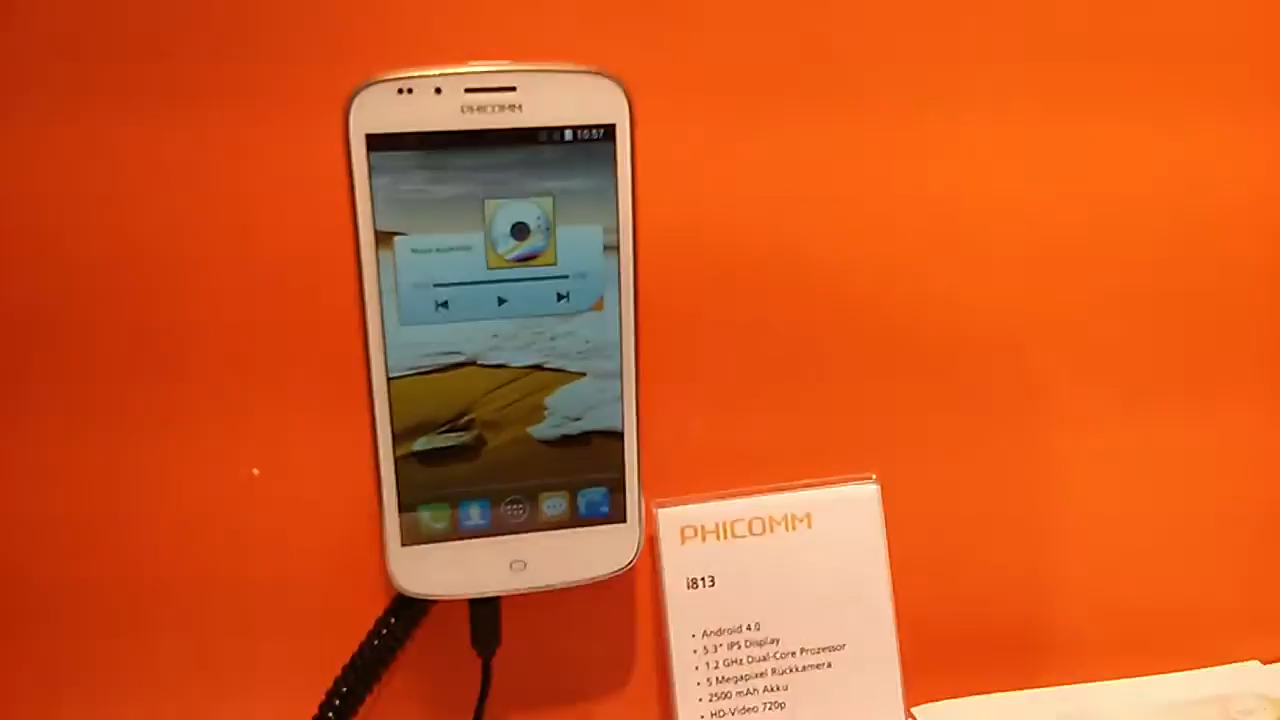 PHICOMM
10:57
PHICOMM
i813
• Android 4.0
• 5.3" IPS Display
• 1.2 GHz Dual-Core Prozessor
• 5 Megapixel Rückkamera
• 2500 mAh Akku
• HD-Video 720p